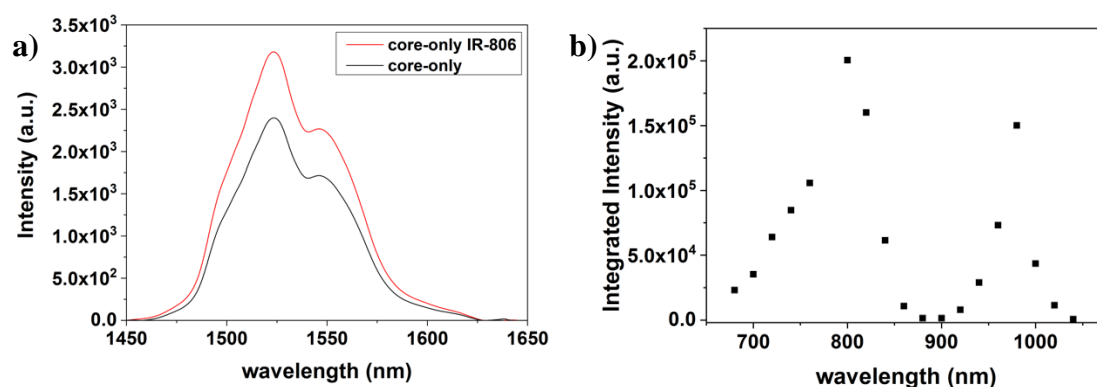 a)
3.5x10³
3.0x10³
2.5x10³
2.0x10³
1.5x10³
1.0x10³
5.0x10²
0.0
Intensity (a.u.)
core-only IR-806
core-only
1450 1500 1550 1600 1650
wavelength (nm)
b)
2.0x10⁵
1.5x10⁵
1.0x10⁵
5.0x10⁴
0.0
Integrated Intensity (a.u.)
700 800 900 1000
wavelength (nm)